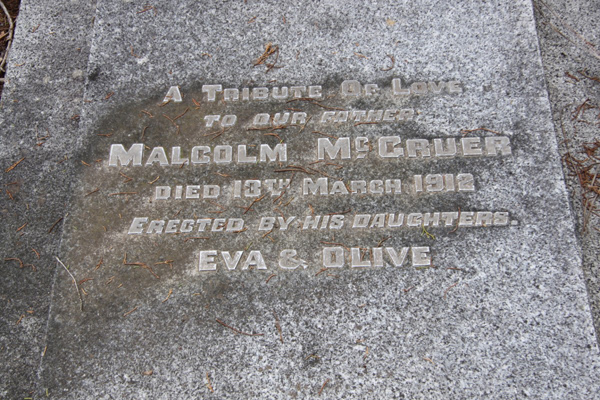 A TRIBUTE OF LOVE
TO OUR FATHER
MALCOLM McGRUER
DIED 13TH MARCH 1912
ERECTED BY HIS DAUGHTERS.
EVA & OLIVE